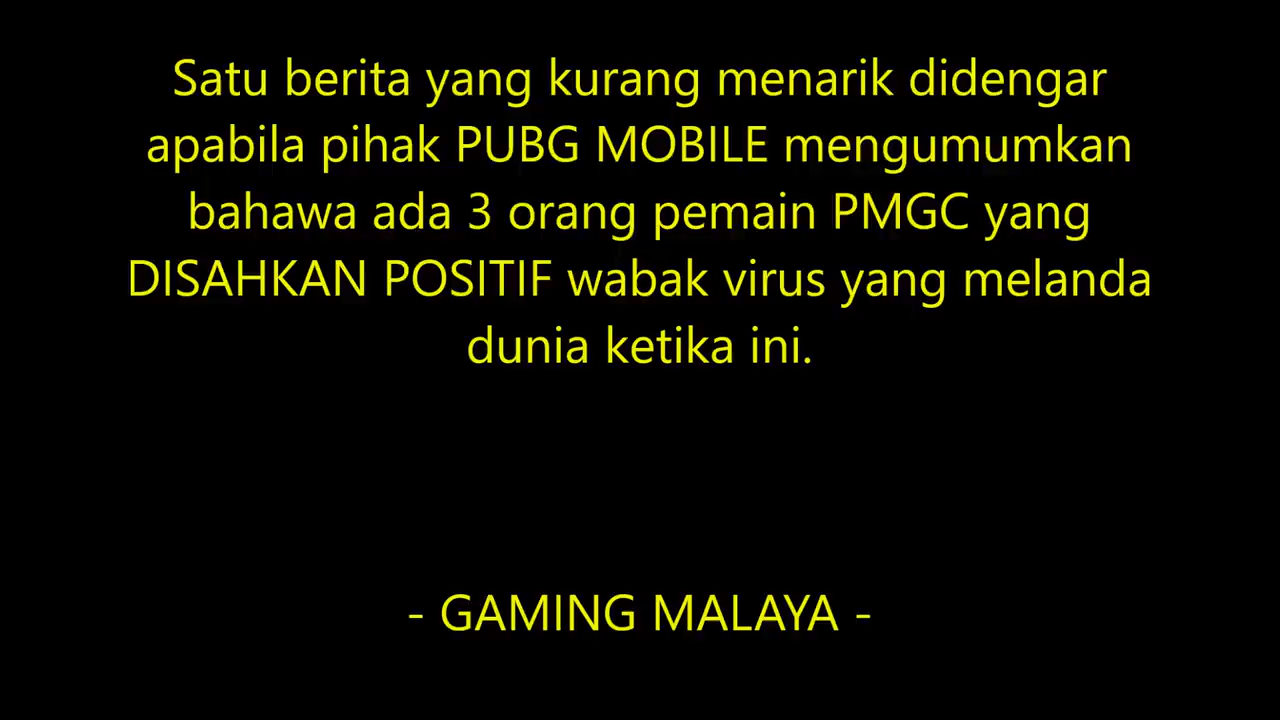 Satu berita yang kurang menarik didengar
apabila pihak PUBG MOBILE mengumumkan
bahawa ada 3 orang pemain PMGC yang
DISAHKAN POSITIF wabak virus yang melanda
dunia ketika ini.
- GAMING MALAYA -